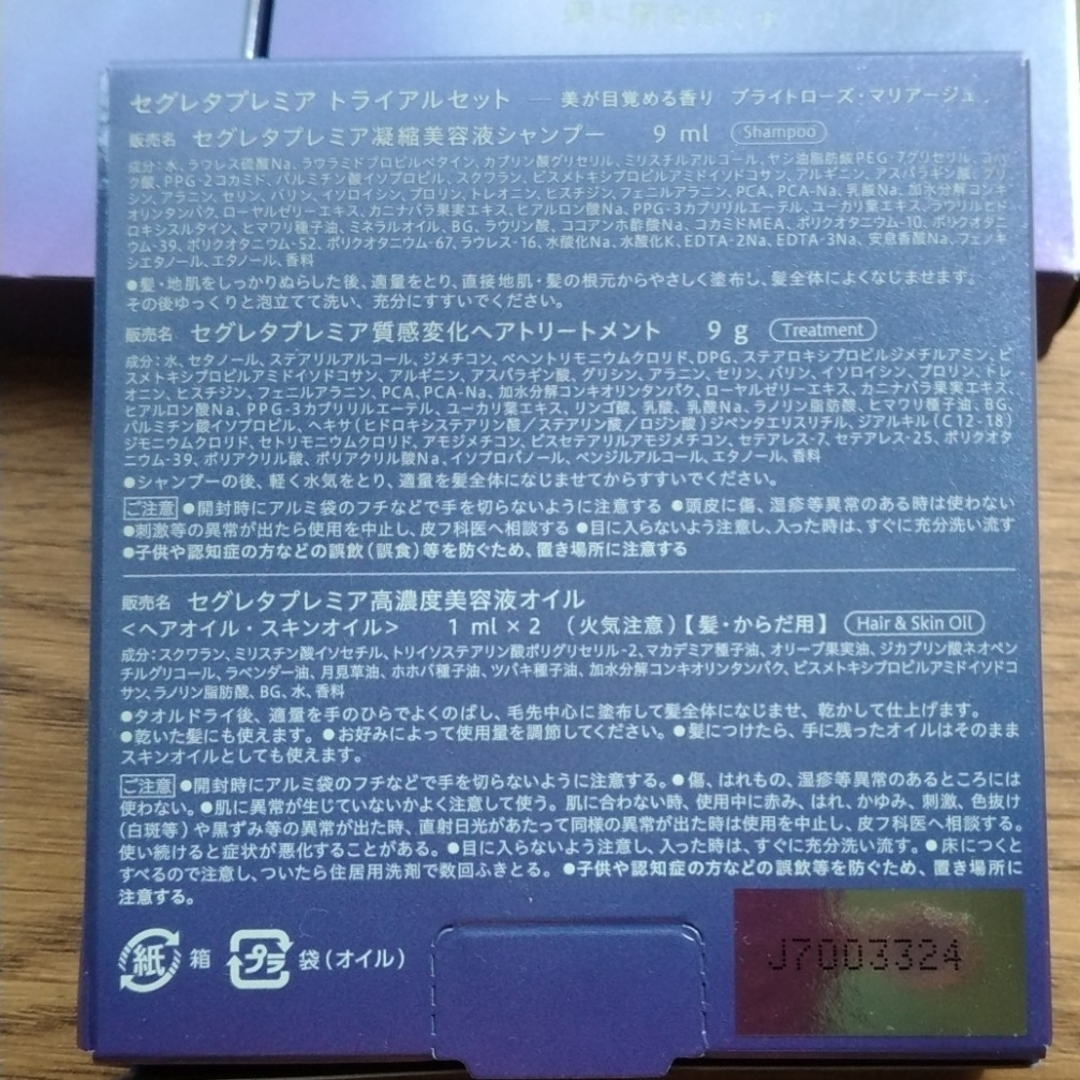 セグレタプレミア トライアルセット ― 美が目覚める香り ブライトローズ・マリアージュ
販売名 セグレタプレミア凝縮美容液シャンプー 9 ml Shampoo
成分：水、ラウレス硫酸Na、ラウラミドプロピルベタイン、カプリン酸グリセリル、ミリスチルアルコール、ヤシ油脂肪酸PEG-7グリセリル、コハ
ク酸、PPG-2コカミド、パルミチン酸イソプロピル、スクワラン、ビスメトキシプロピルアミドイソドコサン、アルギニン、アスパラギン酸、グリ
シン、アラニン、セリン、バリン、イソロイシン、プロリン、トレオニン、ヒスチジン、フェニルアラニン、PCA、PCA-Na、乳酸Na、加水分解コンキ
オリンタンパク、ローヤルゼリーエキス、カニナバラ果実エキス、ヒアルロン酸Na、PPG-3カプリリルエーテル、ユーカリ葉エキス、ラウリルヒド
ロキシスルタイン、ヒマワリ種子油、ミネラルオイル、BG、ラウリン酸、ココアンホ酢酸Na、コカミドMEA、ポリクオタニウム-10、ポリクオタニ
ウム-39、ポリクオタニウム-52、ポリクオタニウム-67、ラウレス-16、水酸化Na、水酸化K、EDTA-2Na、EDTA-3Na、安息香酸Na、フェノキ
シエタノール、エタノール、香料
●髪・地肌をしっかりぬらした後、適量をとり、直接地肌・髪の根元からやさしく塗布し、髪全体によくなじませます。
その後ゆっくりと泡立てて洗い、充分にすすいでください。
販売名 セグレタプレミア質感変化ヘアトリートメント 9 g Treatment
成分：水、セタノール、ステアリルアルコール、ジメチコン、ベヘントリモニウムクロリド、DPG、ステアロキシプロピルジメチルアミン、ビ
スメトキシプロピルアミドイソドコサン、アルギニン、アスパラギン酸、グリシン、アラニン、セリン、バリン、イソロイシン、プロリン、トレ
オニン、ヒスチジン、フェニルアラニン、PCA、PCA-Na、加水分解コンキオリンタンパク、ローヤルゼリーエキス、カニナバラ果実エキス、
ヒアルロン酸Na、PPG-3カプリリルエーテル、ユーカリ葉エキス、リンゴ酸、乳酸、乳酸Na、ラノリン脂肪酸、ヒマワリ種子油、BG、
パルミチン酸イソプロピル、ヘキサ（ヒドロキシステアリン酸／ステアリン酸／ロジン酸）ジペンタエリスリチル、ジアルキル（C12-18）
ジモニウムクロリド、セトリモニウムクロリド、アモジメチコン、ビスセテアリルアモジメチコン、セテアレス-7、セテアレス-25、ポリクオタ
ニウム-39、ポリアクリル酸、ポリアクリル酸Na、イソプロパノール、ベンジルアルコール、エタノール、香料
●シャンプーの後、軽く水気をとり、適量を髪全体になじませてからすすいでください。
ご注意 ●開封時にアルミ袋のフチなどで手を切らないように注意する ●頭皮に傷、湿疹等異常のある時は使わない
●刺激等の異常が出たら使用を中止し、皮フ科医へ相談する ●目に入らないよう注意し、入った時は、すぐに充分洗い流す
●子供や認知症の方などの誤飲（誤食）等を防ぐため、置き場所に注意する
販売名 セグレタプレミア高濃度美容液オイル
＜ヘアオイル・スキンオイル＞ 1 ml × 2 （火気注意）【髪・からだ用】 Hair & Skin Oil
成分：スクワラン、ミリスチン酸イソセチル、トリイソステアリン酸ポリグリセリル-2、マカデミア種子油、オリーブ果実油、ジカプリン酸ネオペン
チルグリコール、ラベンダー油、月見草油、ホホバ種子油、ツバキ種子油、加水分解コンキオリンタンパク、ビスメトキシプロピルアミドイソドコ
サン、ラノリン脂肪酸、BG、水、香料
●タオルドライ後、適量を手のひらでよくのばし、毛先中心に塗布して髪全体になじませ、乾かして仕上げます。
●乾いた髪にも使えます。●お好みによって使用量を調節してください。●髪につけたら、手に残ったオイルはそのまま
スキンオイルとしても使えます。
ご注意 ●開封時にアルミ袋のフチなどで手を切らないように注意する。●傷、はれもの、湿疹等異常のあるところには
使わない。●肌に異常が生じていないかよく注意して使う。肌に合わない時、使用中に赤み、はれ、かゆみ、刺激、色抜け
（白斑等）や黒ずみ等の異常が出た時、直射日光があたって同様の異常が出た時は使用を中止し、皮フ科医へ相談する。
使い続けると症状が悪化することがある。●目に入らないよう注意し、入った時は、すぐに充分洗い流す。●床につくと
すべるので注意し、ついたら住居用洗剤で数回ふきとる。●子供や認知症の方などの誤飲等を防ぐため、置き場所に
注意する。
紙 箱 プラ 袋（オイル）
J7003324